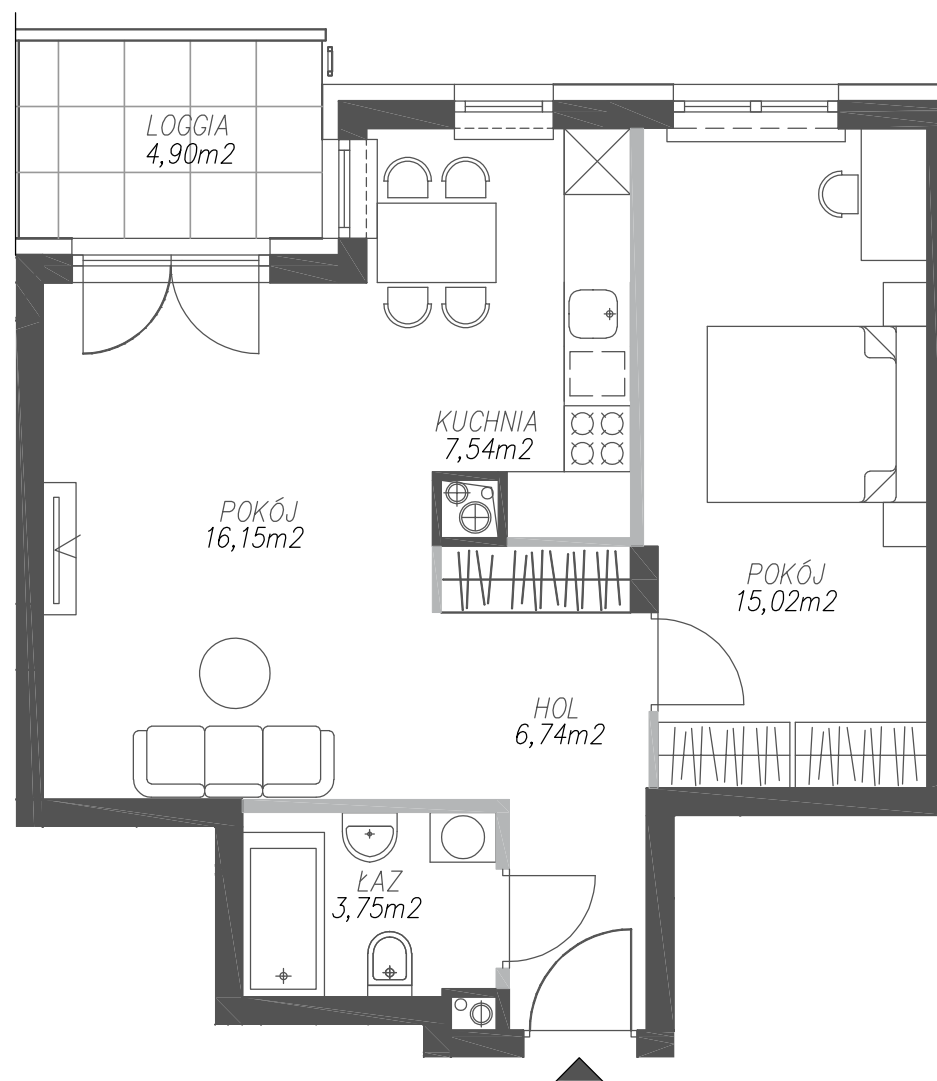 LOGGIA
4,90m2
KUCHNIA
7,54m2
POKÓJ
16,15m2
POKÓJ
15,02m2
HOL
6,74m2
ŁAZ
3,75m2